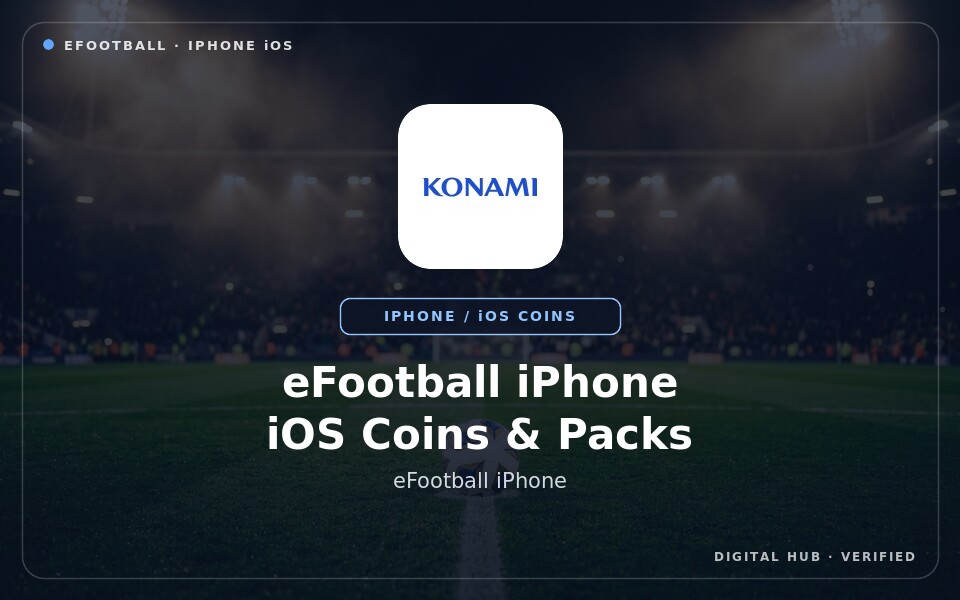 EFOOTBALL · IPHONE iOS
KONAMI
IPHONE / iOS COINS
eFootball iPhone
iOS Coins & Packs
eFootball iPhone
DIGITAL HUB · VERIFIED